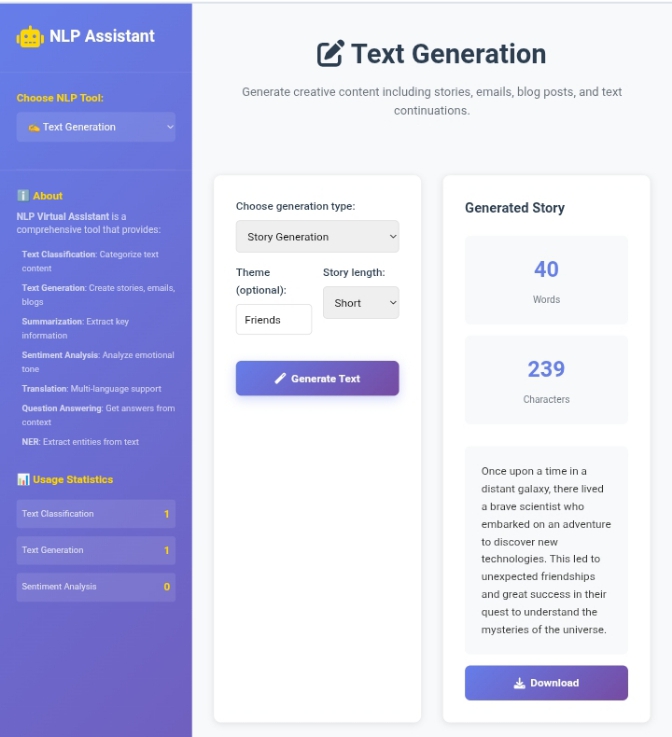 NLP Assistant
Choose NLP Tool:
✍️ Text Generation
ℹ️ About
NLP Virtual Assistant is a
comprehensive tool that provides:
Text Classification: Categorize text
content
Text Generation: Create stories, emails,
blogs
Summarization: Extract key
information
Sentiment Analysis: Analyze emotional
tone
Translation: Multi-language support
Question Answering: Get answers from
context
NER: Extract entities from text
📊 Usage Statistics
Text Classification 1
Text Generation 1
Sentiment Analysis 0
Text Generation
Generate creative content including stories, emails, blog posts, and text
continuations.
Choose generation type:
Story Generation
Theme
(optional):
Friends
Story length:
Short
Generate Text
Generated Story
40
Words
239
Characters
Once upon a time in a
distant galaxy, there lived
a brave scientist who
embarked on an adventure
to discover new
technologies. This led to
unexpected friendships
and great success in their
quest to understand the
mysteries of the universe.
Download